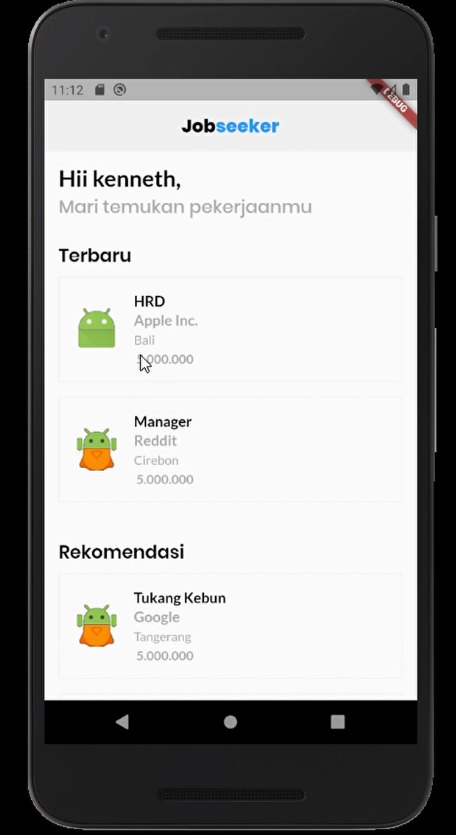 11:12
DEBUG
Jobseeker
Hii kenneth,
Mari temukan pekerjaanmu
Terbaru
HRD
Apple Inc.
Bali
5.000.000
Manager
Reddit
Cirebon
5.000.000
Rekomendasi
Tukang Kebun
Google
Tangerang
5.000.000